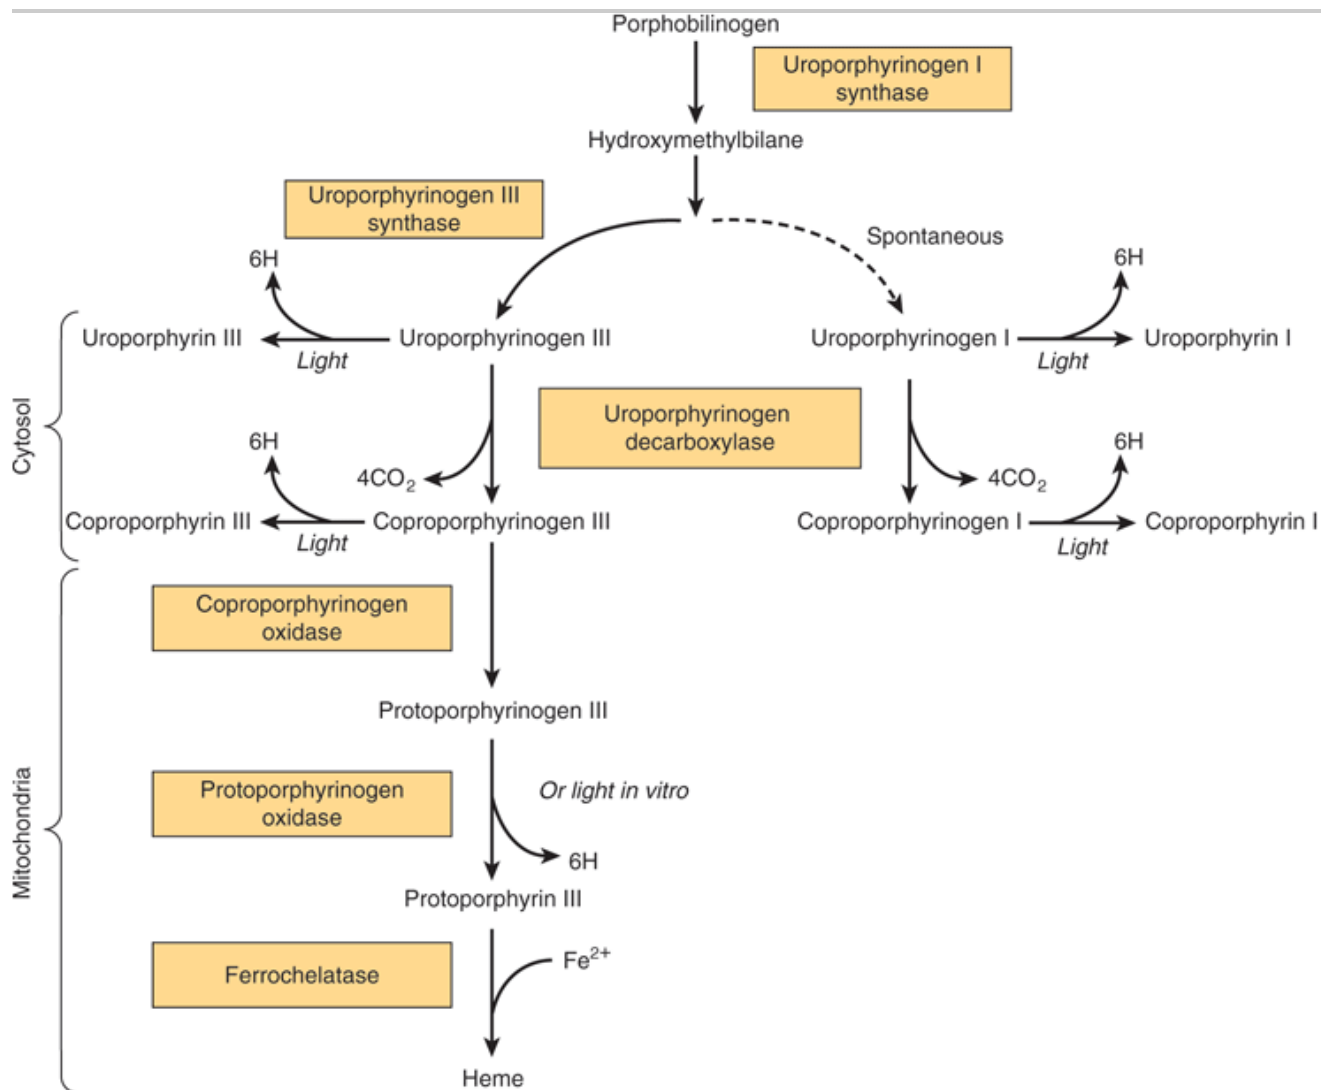 Porphobilinogen
Uroporphyrinogen I
synthase
Hydroxymethylbilane
Uroporphyrinogen III
synthase
Spontaneous
6H
6H
Uroporphyrin III
Light
Uroporphyrinogen III
Uroporphyrinogen I
Light
Uroporphyrin I
Cytosol
Uroporphyrinogen
decarboxylase
6H
4CO₂
4CO₂
6H
Coproporphyrin III
Light
Coproporphyrinogen III
Coproporphyrinogen I
Light
Coproporphyrin I
Coproporphyrinogen
oxidase
Protoporphyrinogen III
Mitochondria
Protoporphyrinogen
oxidase
Or light in vitro
6H
Protoporphyrin III
Ferrochelatase
Fe²⁺
Heme